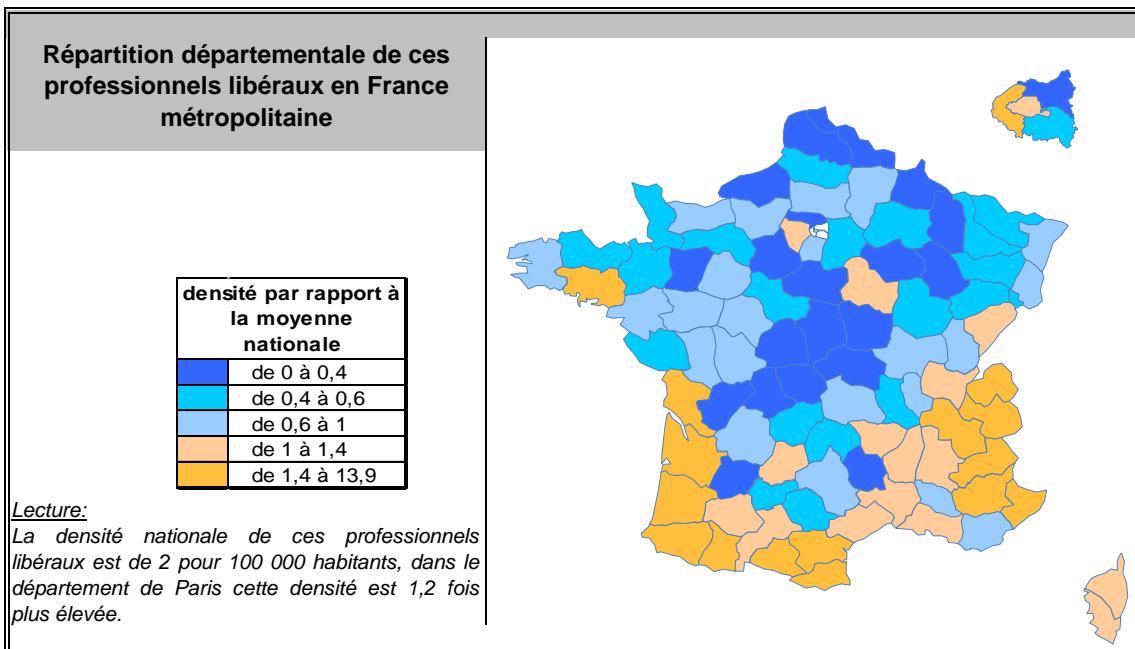 Répartition départementale de ces
professionnels libéraux en France
métropolitaine
densité par rapport à
la moyenne
nationale
de 0 à 0,4
de 0,4 à 0,6
de 0,6 à 1
de 1 à 1,4
de 1,4 à 13,9
Lecture:
La densité nationale de ces professionnels
libéraux est de 2 pour 100 000 habitants, dans le
département de Paris cette densité est 1,2 fois
plus élevée.